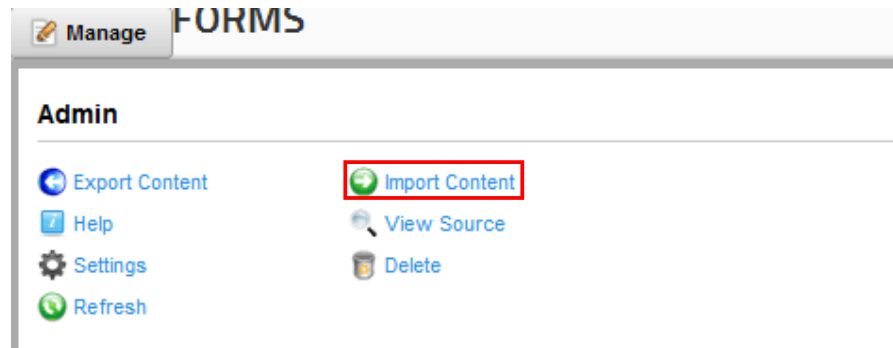 FORMS
Manage
Admin
Export Content
Import Content
Help
View Source
Settings
Delete
Refresh